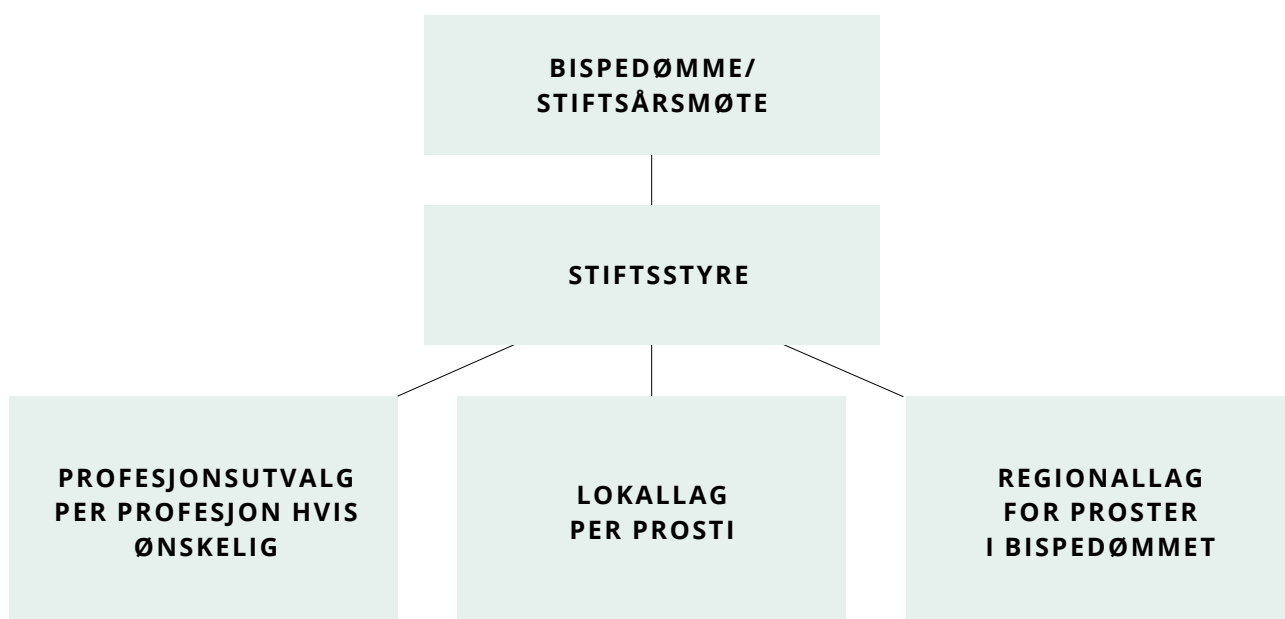 BISPEDØMME/
STIFTSÅRSMØTE
STIFTSSTYRE
PROFESJONSUTVALG
PER PROFESJON HVIS
ØNSKELIG
LOKALLAG
PER PROSTI
REGIONALLAG
FOR PROSTER
I BISPEDØMMET